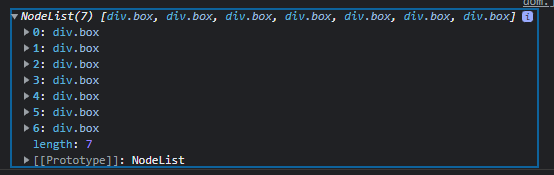 NodeList(7) [div.box, div.box, div.box, div.box, div.box, div.box, div.box] i
0: div.box
1: div.box
2: div.box
3: div.box
4: div.box
5: div.box
6: div.box
length: 7
[[Prototype]]: NodeList